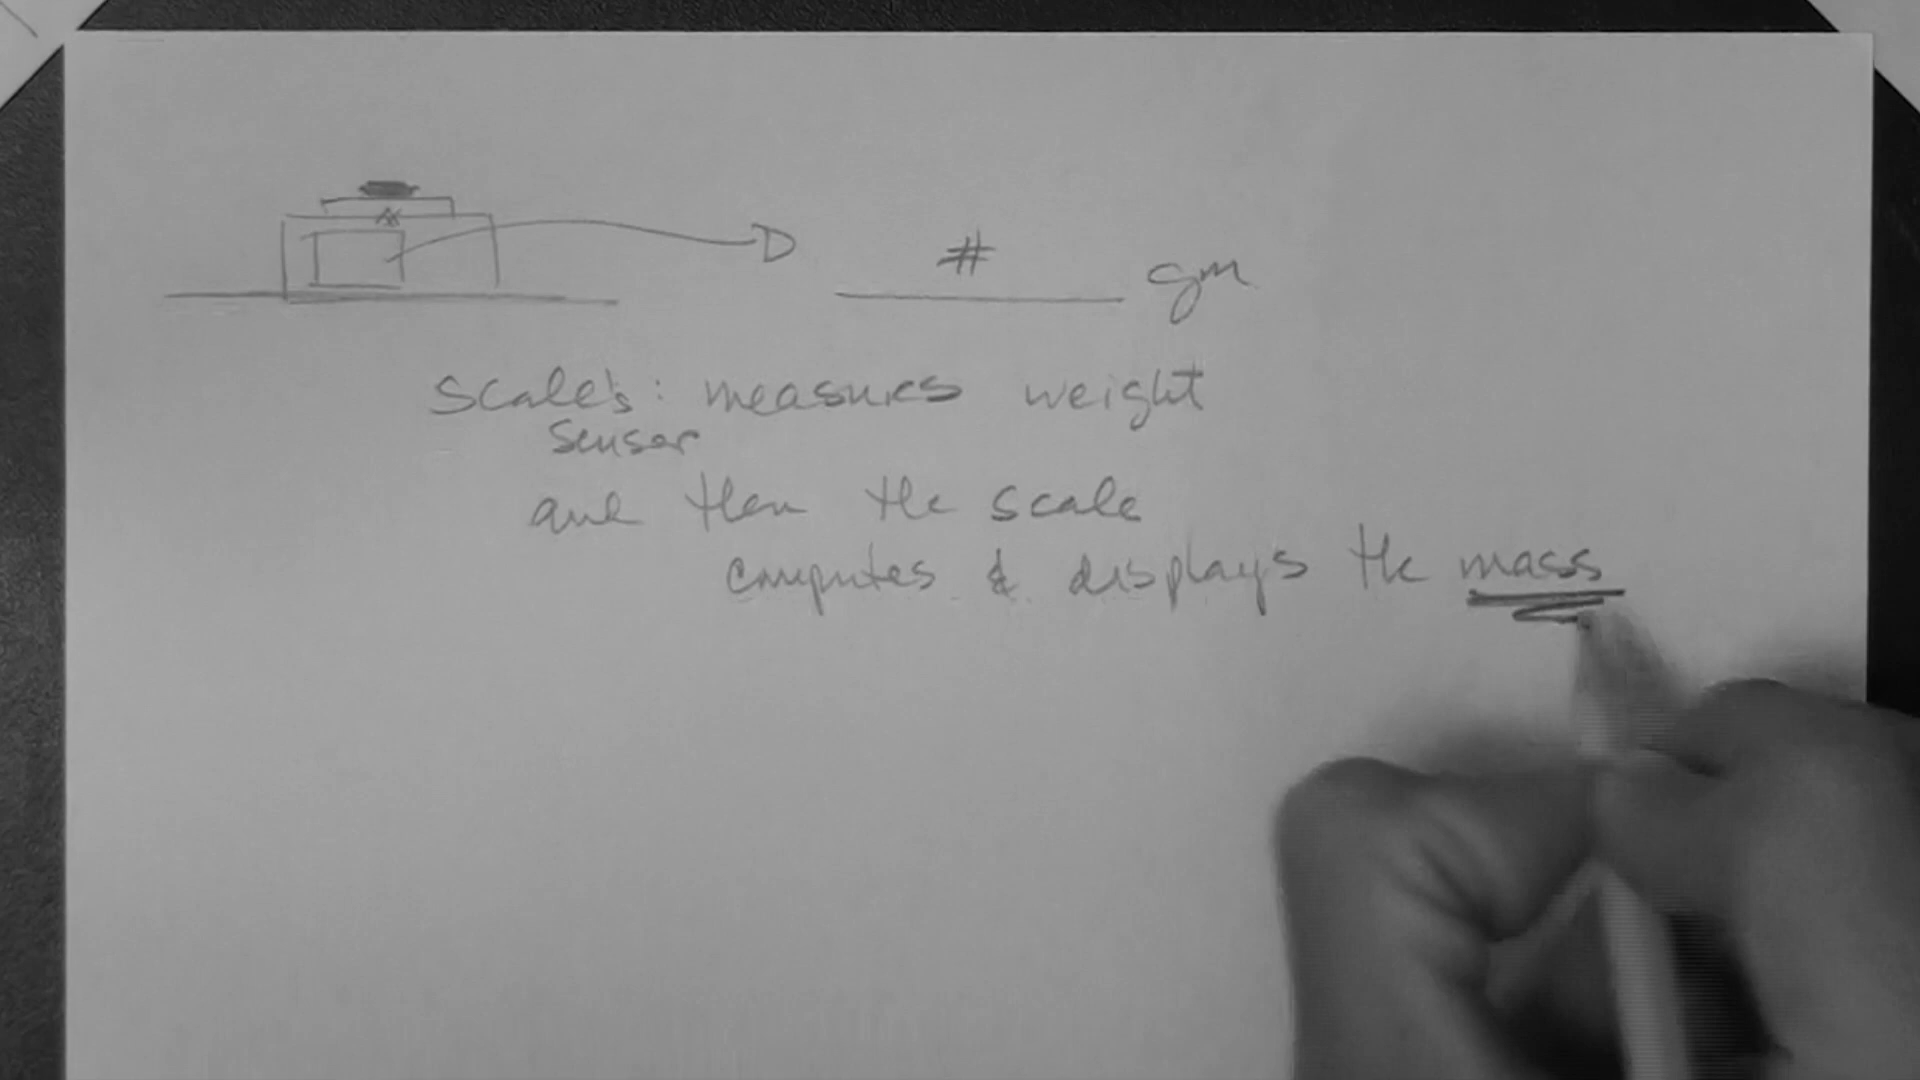 # gm
scale's: measures weight
sensor
and then the scale
computes & displays the mass